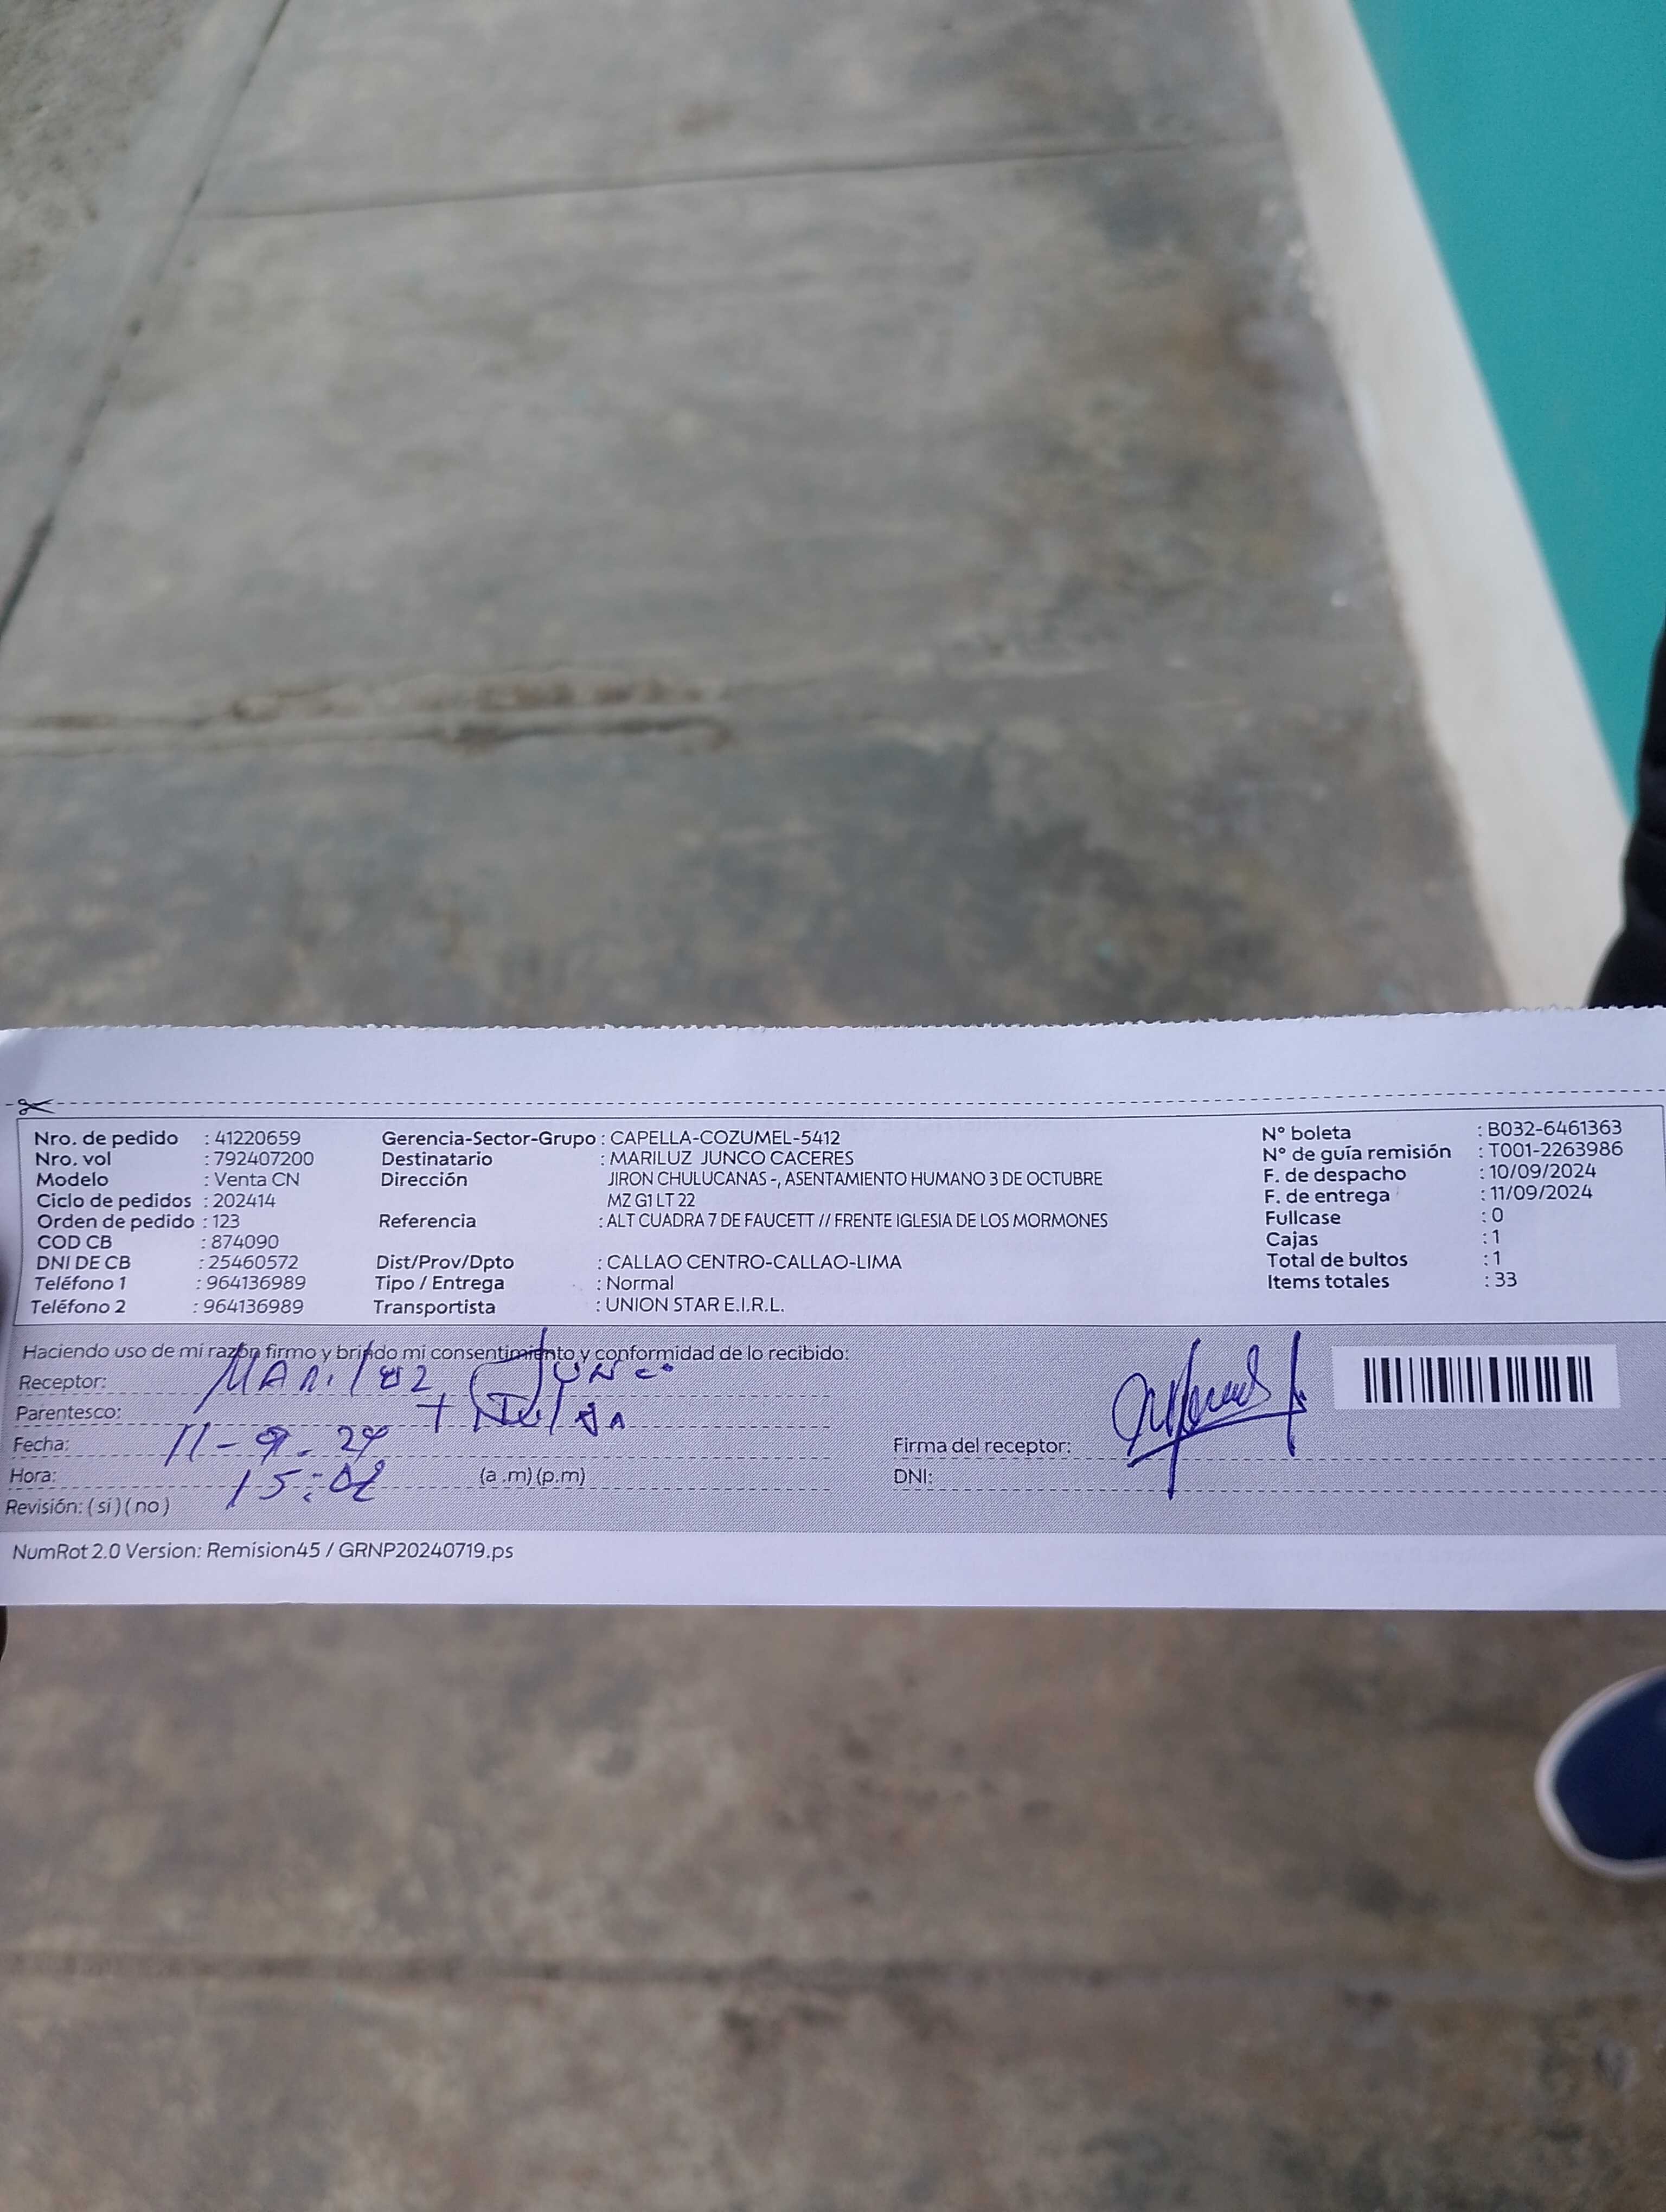 Nro. de pedido : 41220659 Gerencia-Sector-Grupo : CAPELLA-COZUMEL-5412 N° boleta : B032-6461363
Nro. vol : 792407200 Destinatario : MARILUZ JUNCO CACERES N° de guía remisión : T001-2263986
Modelo : Venta CN Dirección JIRON CHULUCANAS -, ASENTAMIENTO HUMANO 3 DE OCTUBRE F. de despacho : 10/09/2024
Ciclo de pedidos : 202414 MZ G1 LT 22 F. de entrega : 11/09/2024
Orden de pedido : 123 Referencia : ALT CUADRA 7 DE FAUCETT // FRENTE IGLESIA DE LOS MORMONES Fullcase : 0
COD CB : 874090 Cajas : 1
DNI DE CB : 25460572 Dist/Prov/Dpto : CALLAO CENTRO-CALLAO-LIMA Total de bultos : 1
Teléfono 1 : 964136989 Tipo / Entrega : Normal Items totales : 33
Teléfono 2 : 964136989 Transportista : UNION STAR E.I.R.L.
Haciendo uso de mi razón firmo y brindo mi consentimiento y conformidad de lo recibido:
Receptor: MARiluz Junco
Parentesco:
Fecha: 11-9-24 Firma del receptor:
Hora: 15:02 (a .m) (p.m) DNI:
Revisión: ( si ) ( no )
NumRot 2.0 Version: Remision45 / GRNP20240719.ps